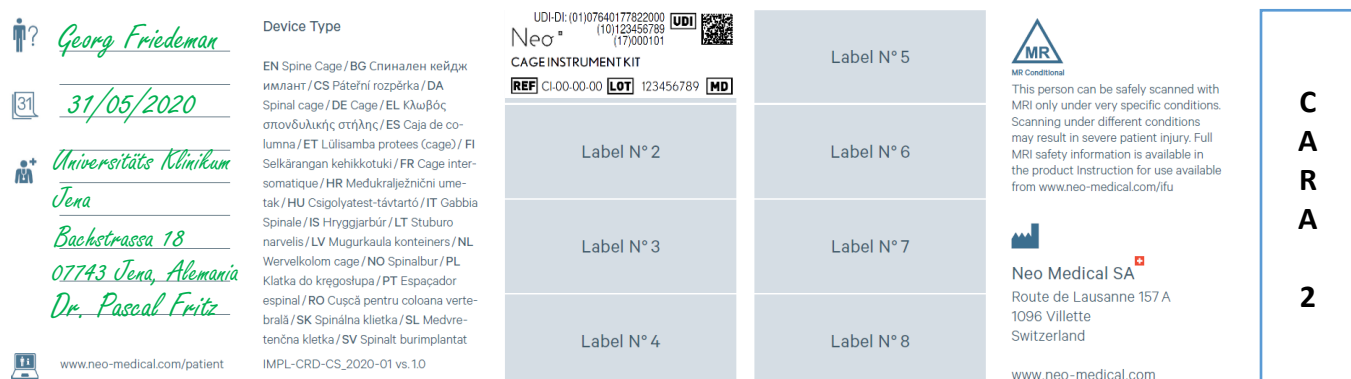 ?
Georg Friedeman
31
31/05/2020
Universitäts Klinikum
Jena
Bachstrassa 18
07743 Jena, Alemania
Dr. Pascal Fritz
www.neo-medical.com/patient
Device Type
EN Spine Cage / BG Спинален кейдж
имплант / CS Páteřní rozpěrka / DA
Spinal cage / DE Cage / EL Κλωβός
σπονδυλικής στήλης / ES Caja de co-
lumna / ET Lülisamba protees (cage) / FI
Selkärangan kehikkotuki / FR Cage inter-
somatique / HR Međukralježnični ume-
tak / HU Csigolyatest-távtartó / IT Gabbia
Spinale / IS Hryggjarbúr / LT Stuburo
narvelis / LV Mugurkaula konteiners / NL
Wervelkolom cage / NO Spinalbur / PL
Klatka do kręgosłupa / PT Espaçador
espinal / RO Cușcă pentru coloana verte-
brală / SK Spinálna klietka / SL Medvre-
tenčna kletka / SV Spinalt burimplantat
IMPL-CRD-CS_2020-01 vs. 1.0
UDI-DI: (01)07640177822000
(10)123456789
(17)000101
UDI
Neo
CAGE INSTRUMENT KIT
REF CI-00-00-00 LOT 123456789 MD
Label N° 2
Label N° 3
Label N° 4
Label N° 5
Label N° 6
Label N° 7
Label N° 8
MR
MR Conditional
This person can be safely scanned with
MRI only under very specific conditions.
Scanning under different conditions
may result in severe patient injury. Full
MRI safety information is available in
the product Instruction for use available
from www.neo-medical.com/ifu
Neo Medical SA
Route de Lausanne 157 A
1096 Villette
Switzerland
www.neo-medical.com
CARA
2